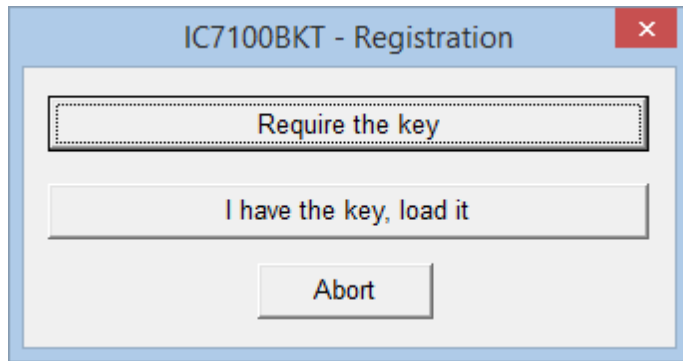 IC7100BKT - Registration
Require the key
I have the key, load it
Abort